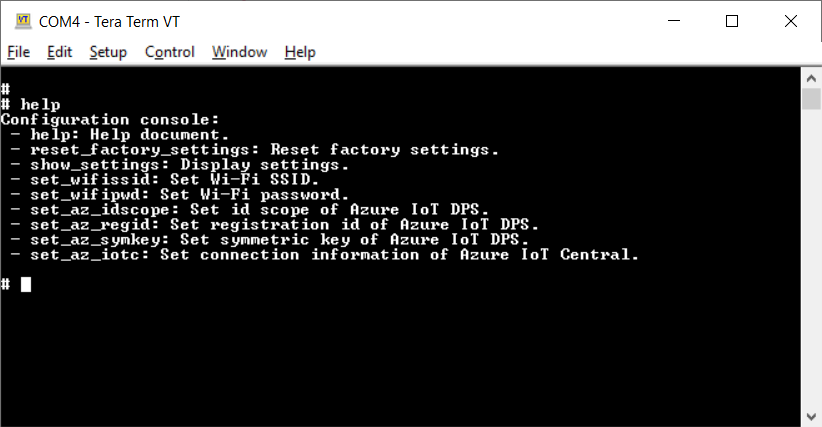 COM4 - Tera Term VT
File Edit Setup Control Window Help
#
# help
Configuration console:
- help: Help document.
- reset_factory_settings: Reset factory settings.
- show_settings: Display settings.
- set_wifissid: Set Wi-Fi SSID.
- set_wifipwd: Set Wi-Fi password.
- set_az_idscope: Set id scope of Azure IoT DPS.
- set_az_regid: Set registration id of Azure IoT DPS.
- set_az_symkey: Set symmetric key of Azure IoT DPS.
- set_az_iotc: Set connection information of Azure IoT Central.
#